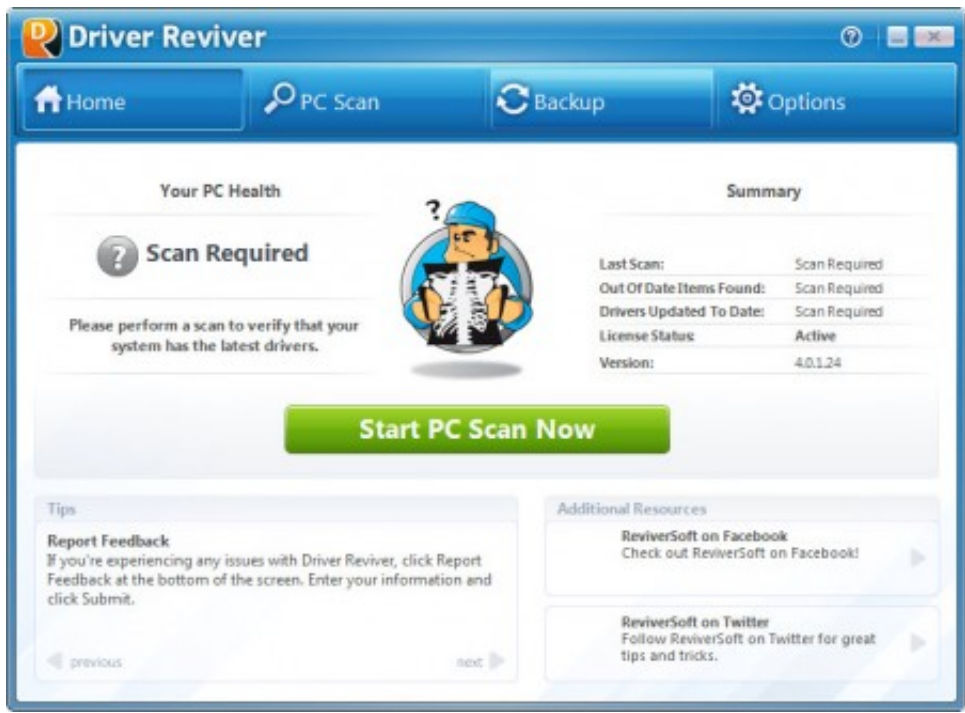 Driver Reviver
Home
PC Scan
Backup
Options
Your PC Health
Scan Required
Please perform a scan to verify that your
system has the latest drivers.
Summary
Last Scan: Scan Required
Out Of Date Items Found: Scan Required
Drivers Updated To Date: Scan Required
License Status: Active
Version: 4.0.1.24
Start PC Scan Now
Tips
Report Feedback
If you're experiencing any issues with Driver Reviver, click Report
Feedback at the bottom of the screen. Enter your information and
click Submit.
previous
next
Additional Resources
ReviverSoft on Facebook
Check out ReviverSoft on Facebook!
ReviverSoft on Twitter
Follow ReviverSoft on Twitter for great
tips and tricks.